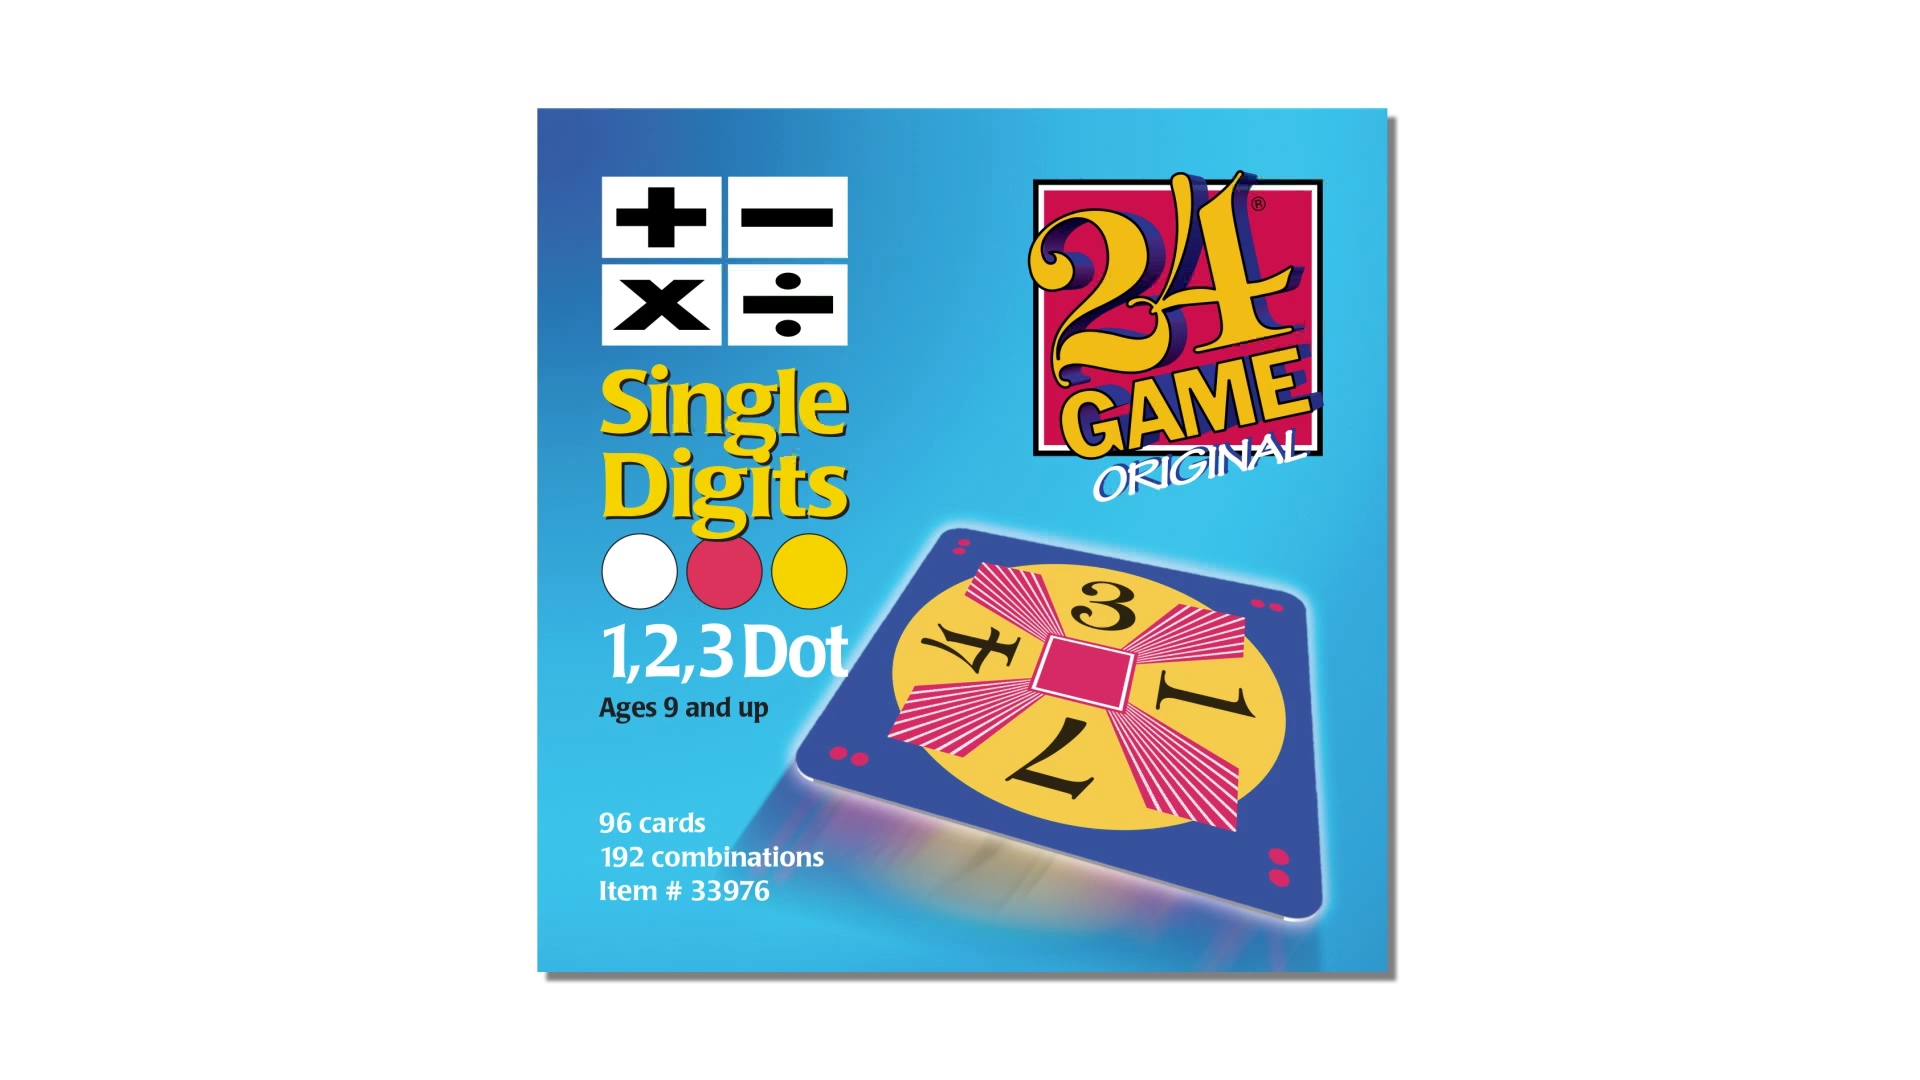 + −
x ÷
Single
Digits
1,2,3 Dot
Ages 9 and up
96 cards
192 combinations
Item # 33976
24®
GAME
ORIGINAL
3
4
1
7